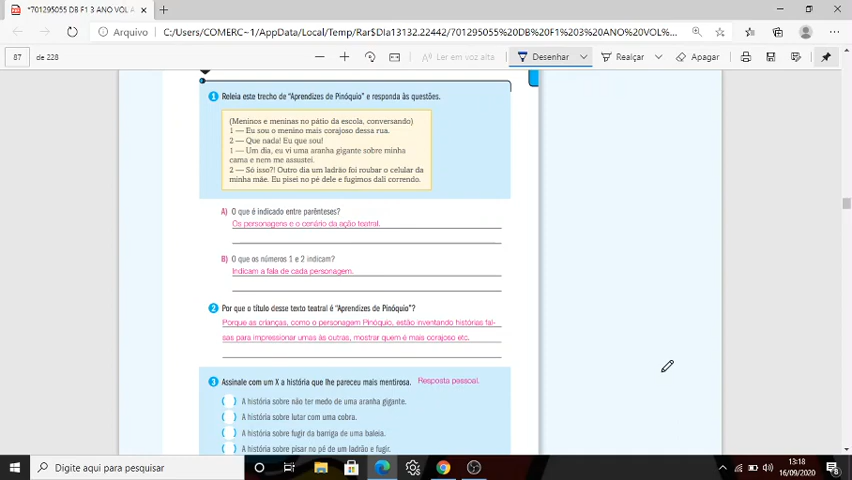 *701295055 DB F1 3 ANO VOL
Arquivo
C:/Users/COMERC~1/AppData/Local/Temp/Rar$DIa13132.22442/701295055%20DB%20F1%203%20ANO%20VOL%...
87
de 228
Ler em voz alta
Desenhar
Realçar
Apagar
1 Releia este trecho de "Aprendizes de Pinóquio" e responda às questões.
(Meninos e meninas no pátio da escola, conversando)
1 — Eu sou o menino mais corajoso dessa rua.
2 — Que nada! Eu que sou!
1 — Um dia, eu vi uma aranha gigante sobre minha
cama e nem me assustei.
2 — Só isso?! Outro dia um ladrão foi roubar o celular da
minha mãe. Eu pisei no pé dele e fugimos dali correndo.
A) O que é indicado entre parênteses?
Os personagens e o cenário da ação teatral.
B) O que os números 1 e 2 indicam?
Indicam a fala de cada personagem.
2 Por que o título desse texto teatral é "Aprendizes de Pinóquio"?
Porque as crianças, como o personagem Pinóquio, estão inventando histórias fal-
sas para impressionar umas às outras, mostrar quem é mais corajoso etc.
3 Assinale com um X a história que lhe pareceu mais mentirosa. Resposta pessoal.
( ) A história sobre não ter medo de uma aranha gigante.
( ) A história sobre lutar com uma cobra.
( ) A história sobre fugir da barriga de uma baleia.
( ) A história sobre pisar no pé de um ladrão e fugir.
Digite aqui para pesquisar
13:18
16/09/2020